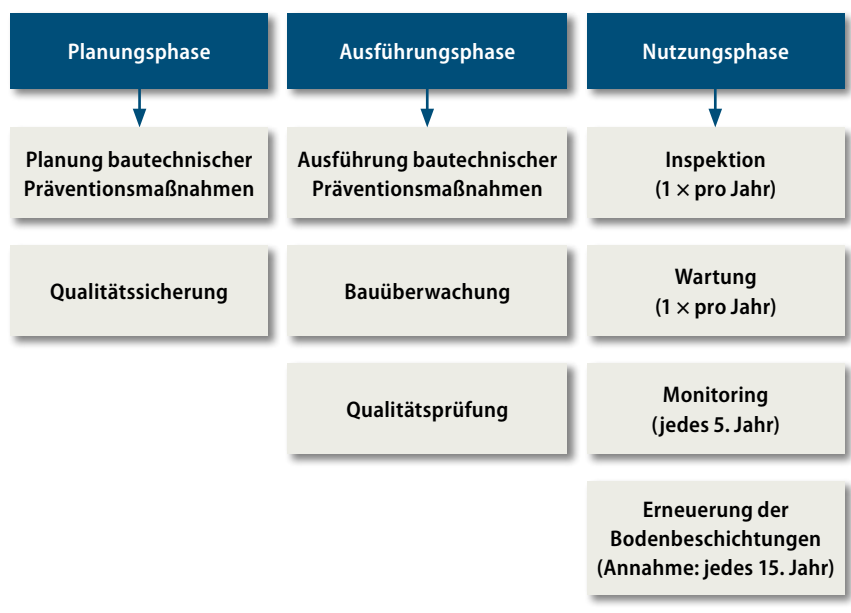 Planungsphase
Planung bautechnischer
Präventionsmaßnahmen
Qualitätssicherung
Ausführungsphase
Ausführung bautechnischer
Präventionsmaßnahmen
Bauüberwachung
Qualitätsprüfung
Nutzungsphase
Inspektion
(1 × pro Jahr)
Wartung
(1 × pro Jahr)
Monitoring
(jedes 5. Jahr)
Erneuerung der
Bodenbeschichtungen
(Annahme: jedes 15. Jahr)